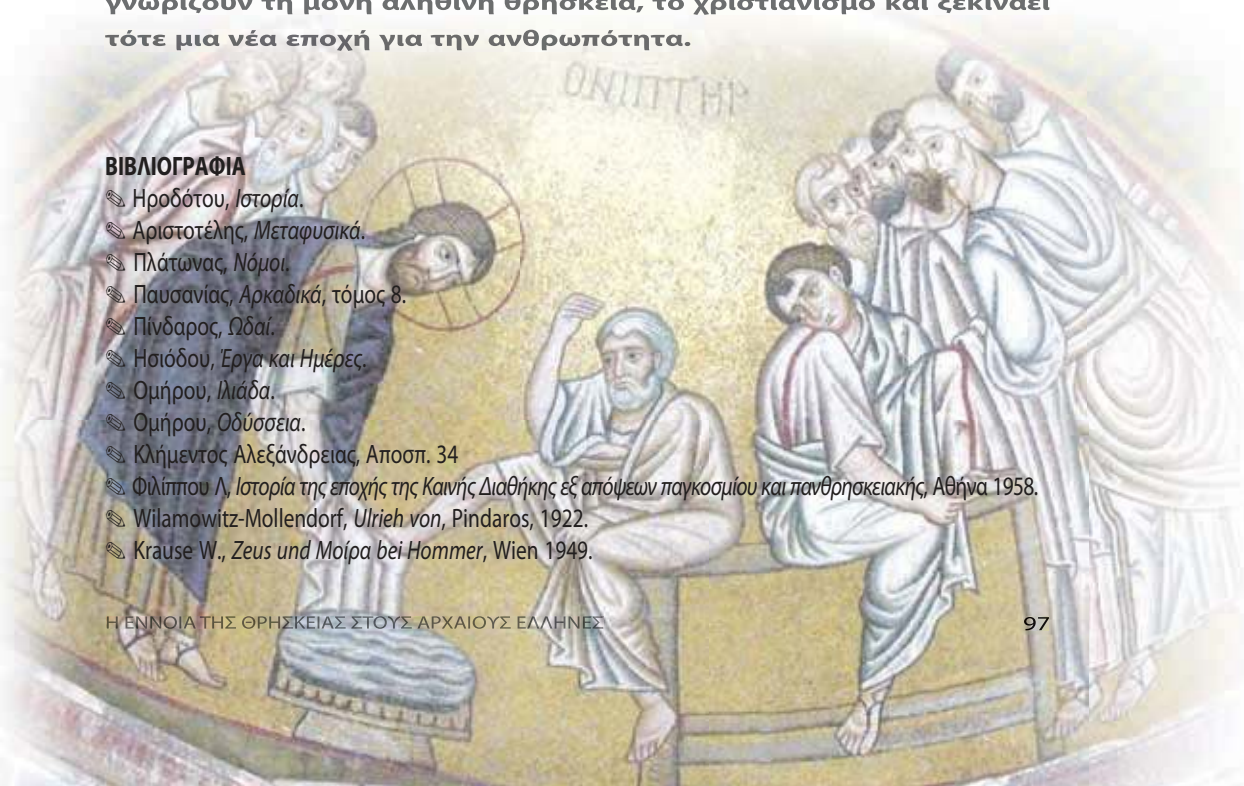 γνωρίζουν τη μόνη αληθινή θρησκεία, το χριστιανισμό και ξεκινάει
τότε μια νέα εποχή για την ανθρωπότητα.
ΟΝΙΠΤΗΡ
ΒΙΒΛΙΟΓΡΑΦΙΑ
✎ Ηροδότου, Ιστορία.
✎ Αριστοτέλης, Μεταφυσικά.
✎ Πλάτωνας, Νόμοι.
✎ Παυσανίας, Αρκαδικά, τόμος 8.
✎ Πίνδαρος, Ωδαί.
✎ Ησιόδου, Έργα και Ημέρες.
✎ Ομήρου, Ιλιάδα.
✎ Ομήρου, Οδύσσεια.
✎ Κλήμεντος Αλεξάνδρειας, Αποσπ. 34
✎ Φιλίππου Λ, Ιστορία της εποχής της Καινής Διαθήκης εξ απόψεων παγκοσμίου και πανθρησκειακής, Αθήνα 1958.
✎ Wilamowitz-Mollendorf, Ulrieh von, Pindaros, 1922.
✎ Krause W., Zeus und Μοίρα bei Hommer, Wien 1949.
Η ΕΝΝΟΙΑ ΤΗΣ ΘΡΗΣΚΕΙΑΣ ΣΤΟΥΣ ΑΡΧΑΙΟΥΣ ΕΛΛΗΝΕΣ 97